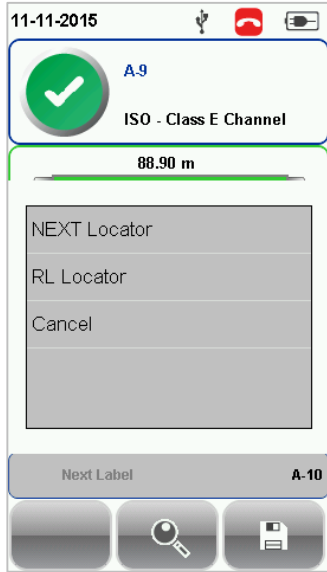 11-11-2015
A-9
ISO - Class E Channel
88.90 m
NEXT Locator
RL Locator
Cancel
Next Label A-10